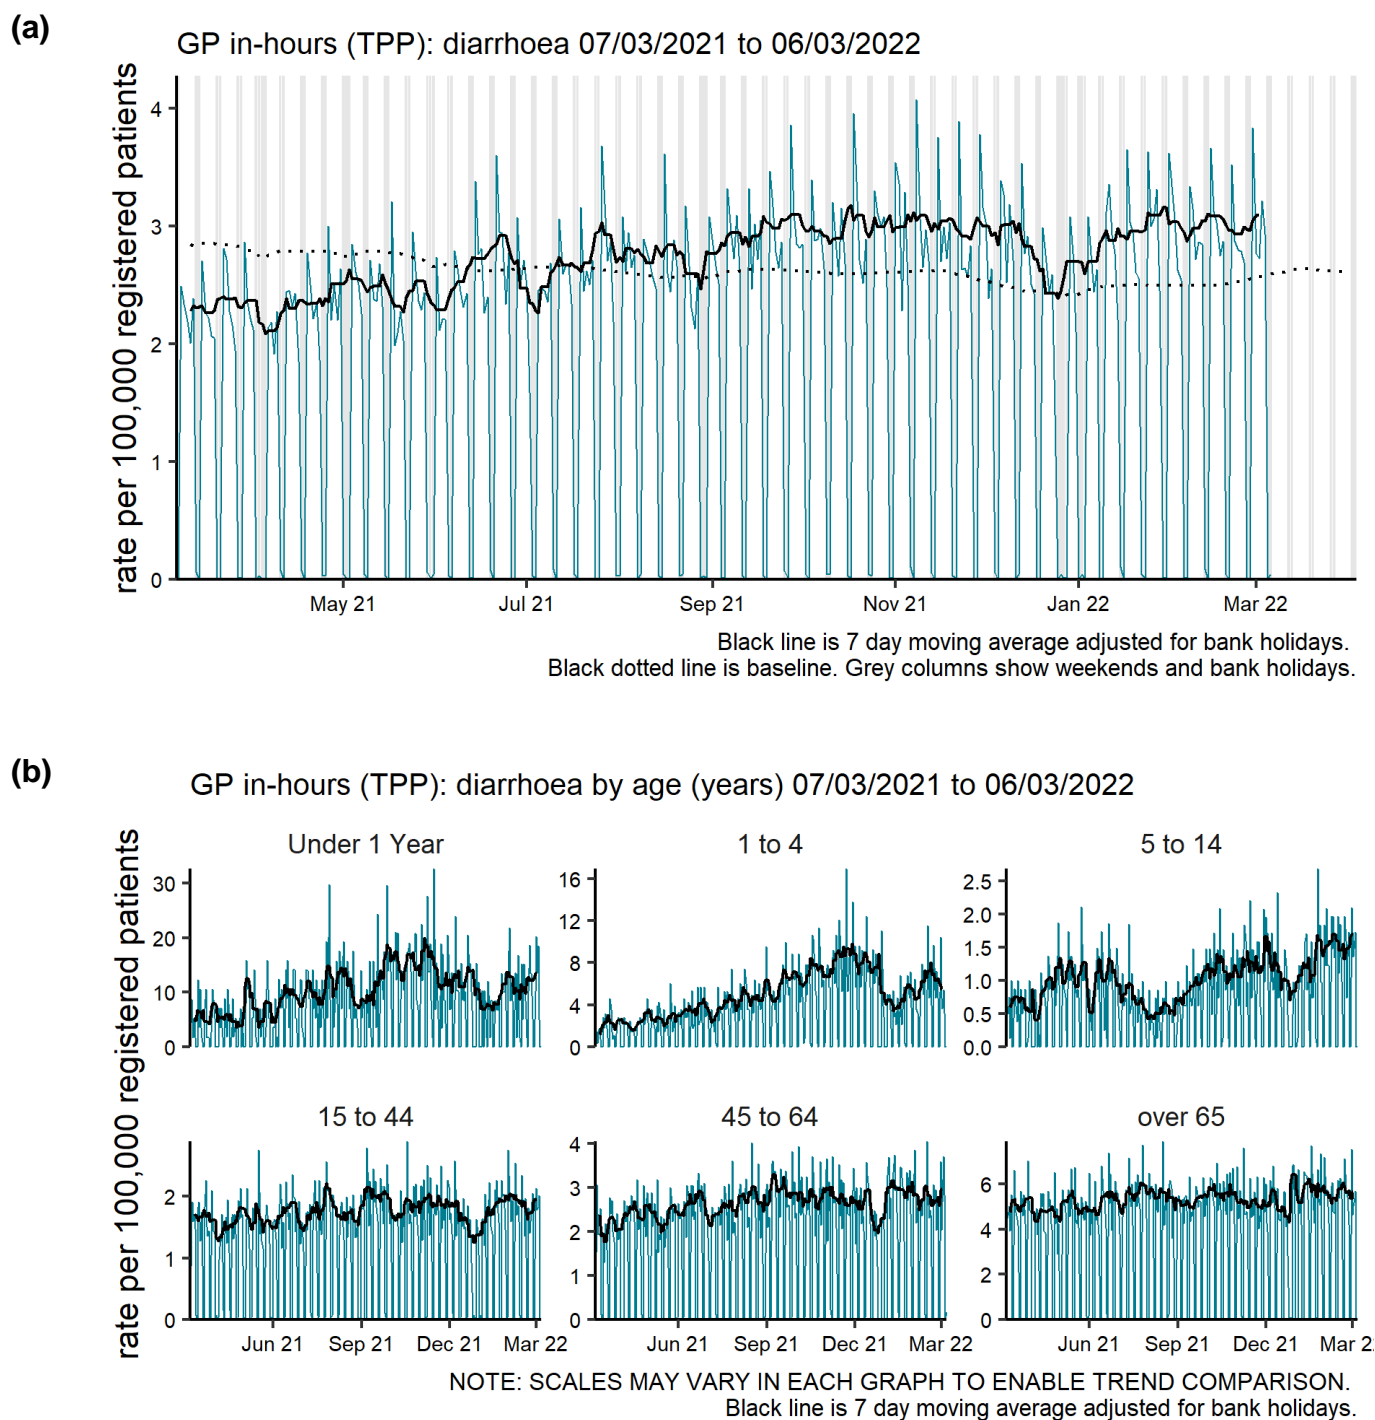 (a)
GP in-hours (TPP): diarrhoea 07/03/2021 to 06/03/2022
rate per 100,000 registered patients
4
3
2
1
0
May 21 Jul 21 Sep 21 Nov 21 Jan 22 Mar 22
Black line is 7 day moving average adjusted for bank holidays.
Black dotted line is baseline. Grey columns show weekends and bank holidays.
(b)
GP in-hours (TPP): diarrhoea by age (years) 07/03/2021 to 06/03/2022
rate per 100,000 registered patients
Under 1 Year
30
20
10
0
1 to 4
16
12
8
4
0
5 to 14
2.5
2.0
1.5
1.0
0.5
0.0
15 to 44
2
1
0
Jun 21 Sep 21 Dec 21 Mar 22
45 to 64
4
3
2
1
0
Jun 21 Sep 21 Dec 21 Mar 22
over 65
6
4
2
0
Jun 21 Sep 21 Dec 21 Mar 2
NOTE: SCALES MAY VARY IN EACH GRAPH TO ENABLE TREND COMPARISON.
Black line is 7 day moving average adjusted for bank holidays.